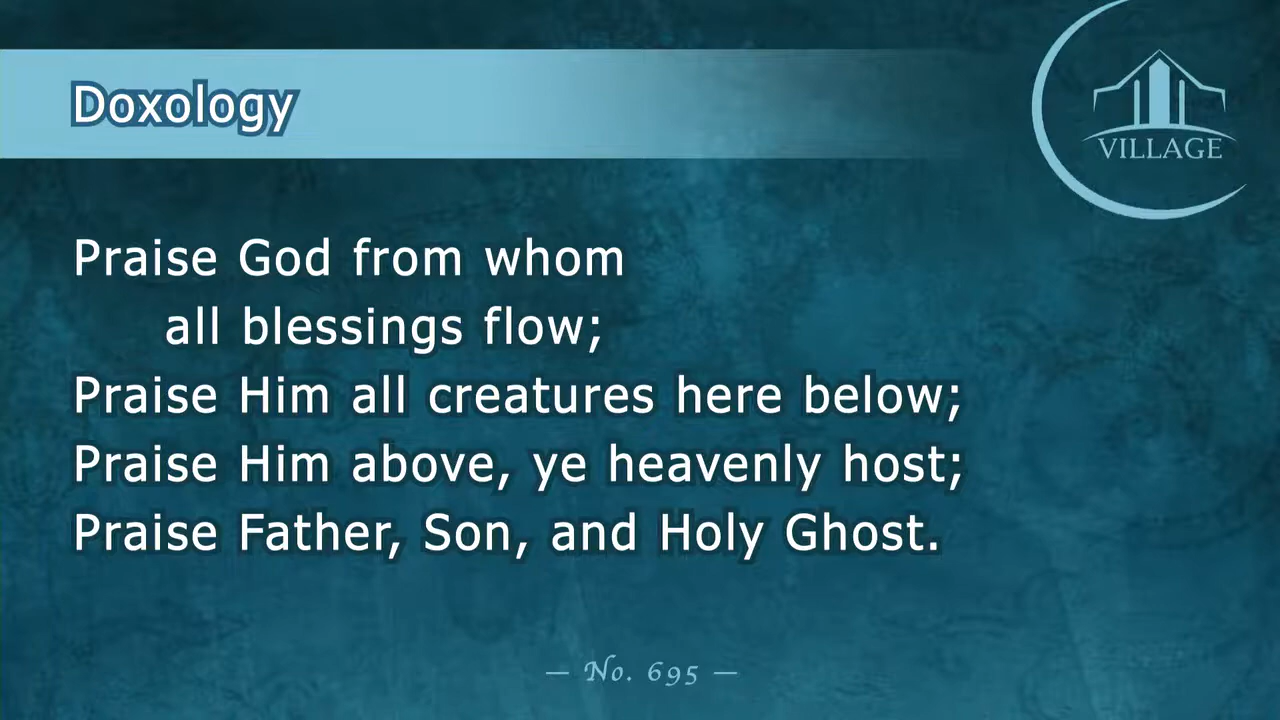 Doxology
VILLAGE
Praise God from whom
all blessings flow;
Praise Him all creatures here below;
Praise Him above, ye heavenly host;
Praise Father, Son, and Holy Ghost.
— No. 695 —